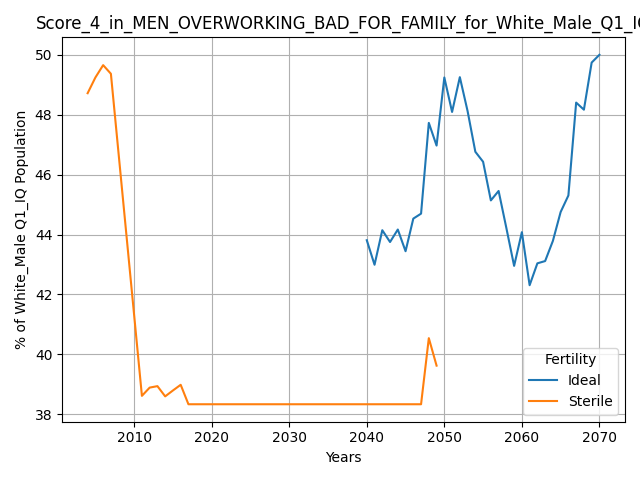 Score_4_in_MEN_OVERWORKING_BAD_FOR_FAMILY_for_White_Male_Q1_IQ
% of White_Male Q1_IQ Population
50
48
46
44
42
40
38
2010 2020 2030 2040 2050 2060 2070
Years
Fertility
Ideal
Sterile